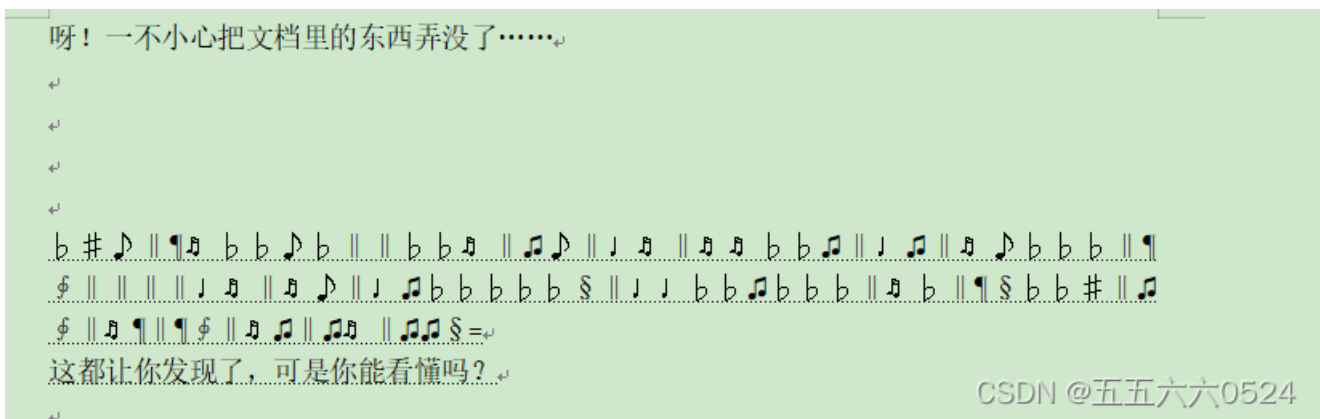 呀！一不小心把文档里的东西弄没了……
♭♯♪‖¶♬♭♭♪♭‖‖♭♭♬‖♫♪‖♩♬‖♬♬♭♭♫‖♩♫‖♬♪♭♭♭‖¶
∮‖‖‖‖♩♬‖♬♪‖♩♫♭♭♭♭♭§‖♩♩♭♭♫♭♭♭‖♬♭‖¶§♭♭♯‖♫
∮‖♬¶‖¶∮‖♬♫‖♫♬‖♫♫§=
这都让你发现了，可是你能看懂吗？
CSDN @五五六六0524